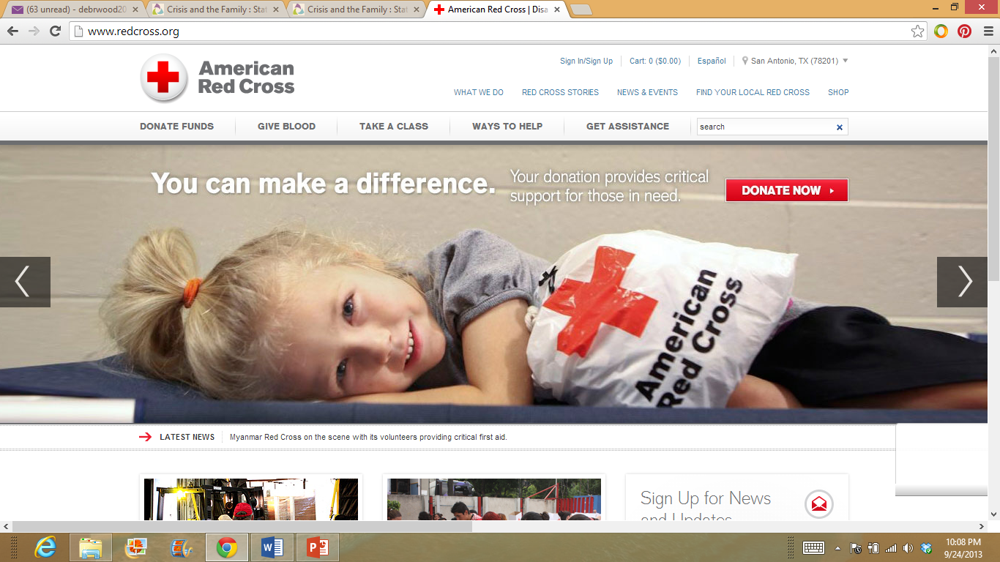 (63 unread) - debrwood20
Crisis and the Family : Stat
Crisis and the Family : Stat
American Red Cross | Disa
www.redcross.org
American
Red Cross
Sign In/Sign Up
Cart: 0 ($0.00)
Español
San Antonio, TX (78201)
WHAT WE DO
RED CROSS STORIES
NEWS & EVENTS
FIND YOUR LOCAL RED CROSS
SHOP
DONATE FUNDS
GIVE BLOOD
TAKE A CLASS
WAYS TO HELP
GET ASSISTANCE
search
You can make a difference.
Your donation provides critical
support for those in need.
DONATE NOW
American
Red Cross
LATEST NEWS
Myanmar Red Cross on the scene with its volunteers providing critical first aid.
Sign Up for News
and Updates
10:08 PM
9/24/2013